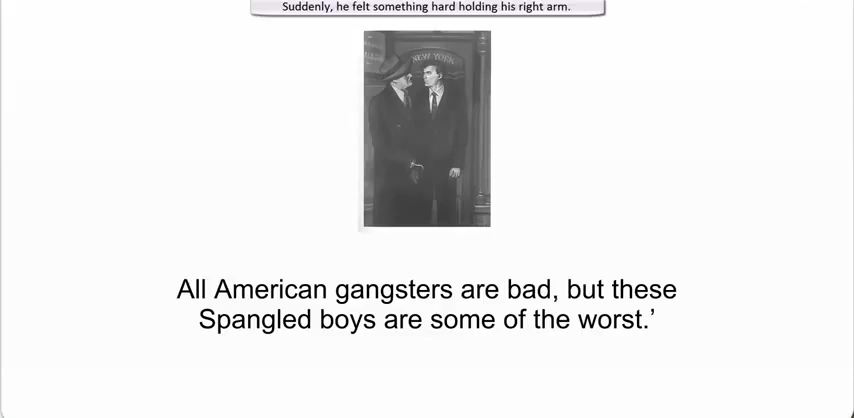 Suddenly, he felt something hard holding his right arm.
NEW YORK
All American gangsters are bad, but these
Spangled boys are some of the worst.’